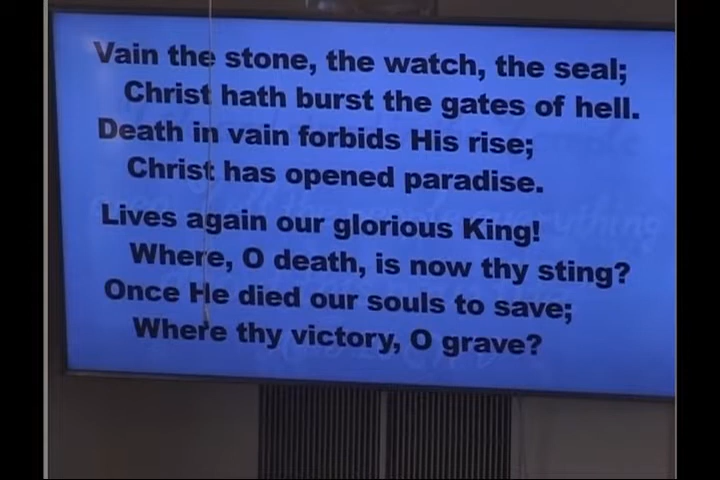 Vain the stone, the watch, the seal;
Christ hath burst the gates of hell.
Death in vain forbids His rise;
Christ has opened paradise.
Lives again our glorious King!
Where, O death, is now thy sting?
Once He died our souls to save;
Where thy victory, O grave?